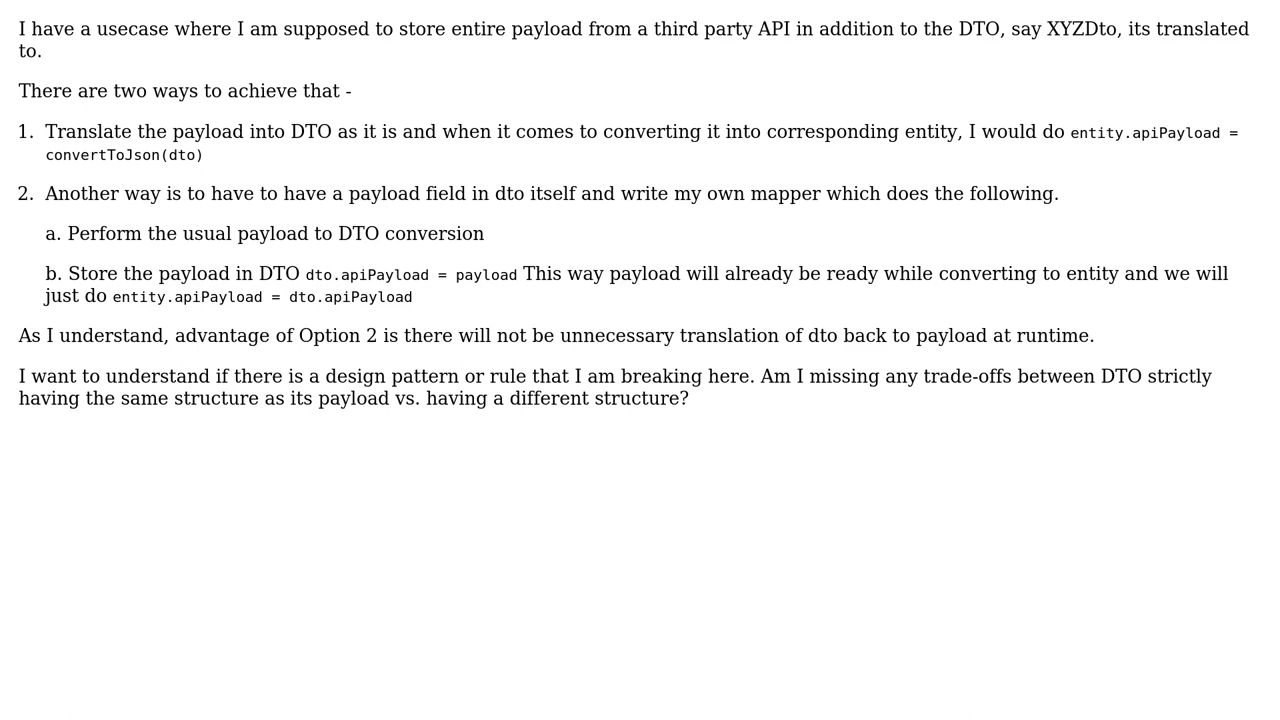 I have a usecase where I am supposed to store entire payload from a third party API in addition to the DTO, say XYZDto, its translated
to.
There are two ways to achieve that -
1. Translate the payload into DTO as it is and when it comes to converting it into corresponding entity, I would do entity.apiPayload =
convertToJson(dto)
2. Another way is to have to have a payload field in dto itself and write my own mapper which does the following.
a. Perform the usual payload to DTO conversion
b. Store the payload in DTO dto.apiPayload = payload This way payload will already be ready while converting to entity and we will
just do entity.apiPayload = dto.apiPayload
As I understand, advantage of Option 2 is there will not be unnecessary translation of dto back to payload at runtime.
I want to understand if there is a design pattern or rule that I am breaking here. Am I missing any trade-offs between DTO strictly
having the same structure as its payload vs. having a different structure?